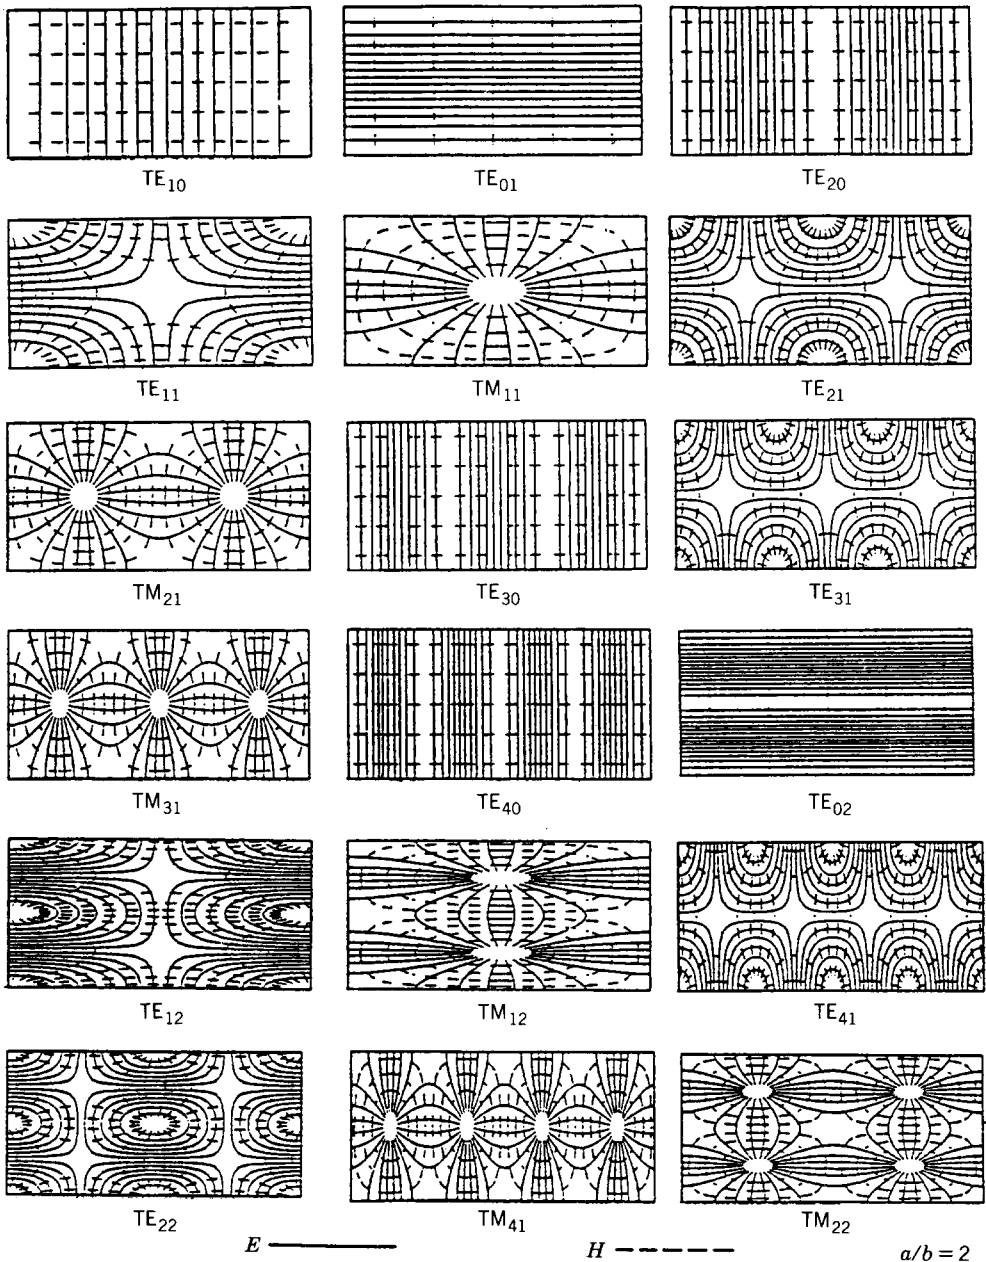 TE₁₀ TE₀₁ TE₂₀
TE₁₁ TM₁₁ TE₂₁
TM₂₁ TE₃₀ TE₃₁
TM₃₁ TE₄₀ TE₀₂
TE₁₂ TM₁₂ TE₄₁
TE₂₂ TM₄₁ TM₂₂
E H a/b = 2